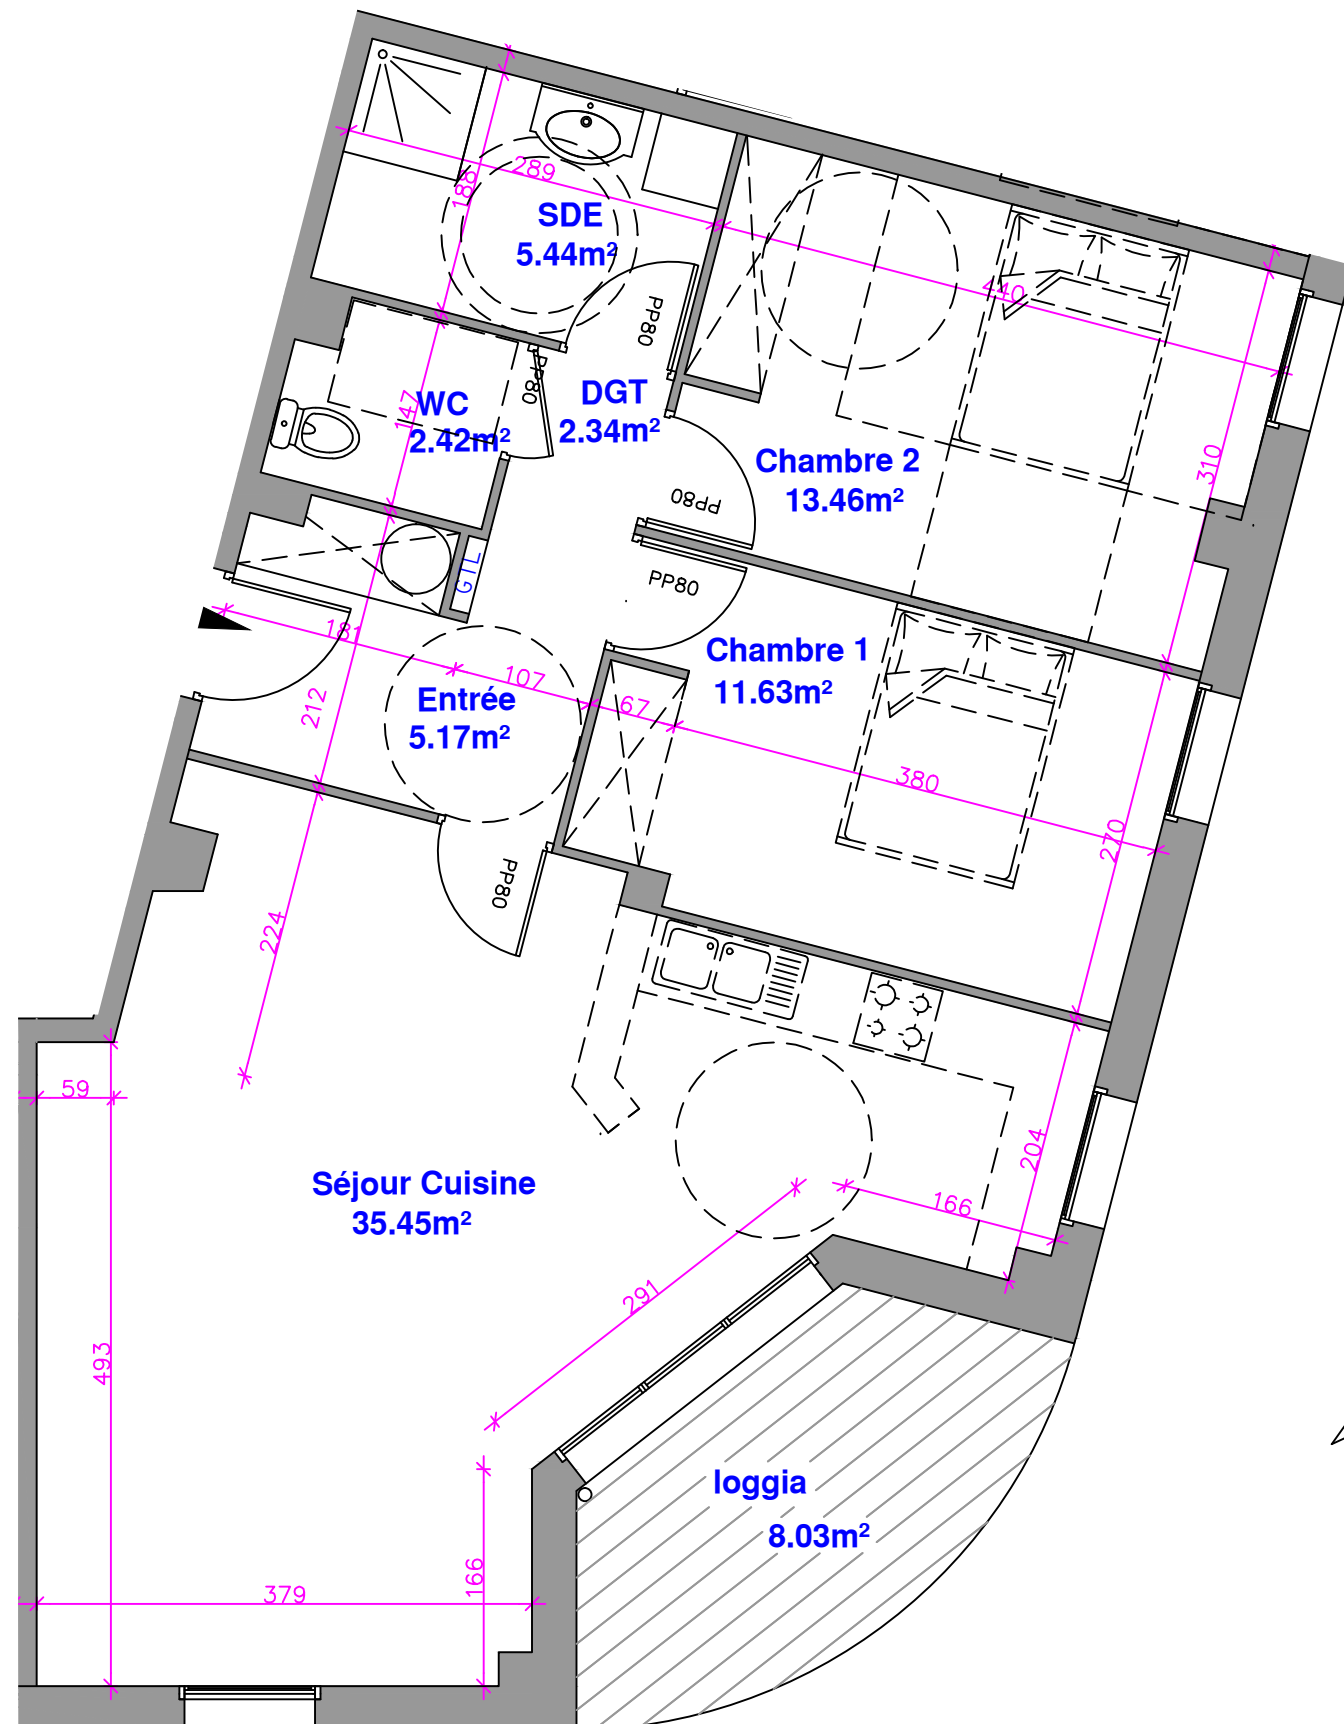 289
188
SDE
5.44m²
440
PP80
PP80
147
WC
2.42m²
DGT
2.34m²
Chambre 2
13.46m²
310
PP80
GTL
PP80
181
107
Chambre 1
11.63m²
212
Entrée
5.17m²
67
380
270
PP80
224
59
204
Séjour Cuisine
35.45m²
166
291
493
loggia
8.03m²
166
379